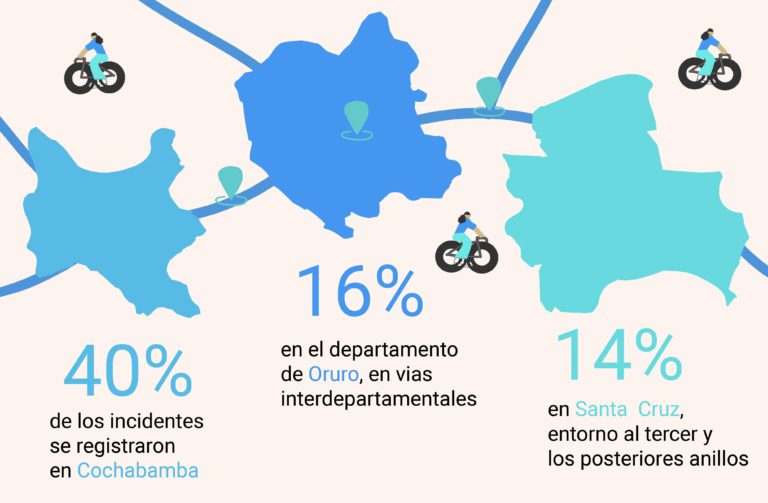 40%
de los incidentes
se registraron
en Cochabamba
16%
en el departamento
de Oruro, en vias
interdepartamentales
14%
en Santa Cruz,
entorno al tercer y
los posteriores anillos